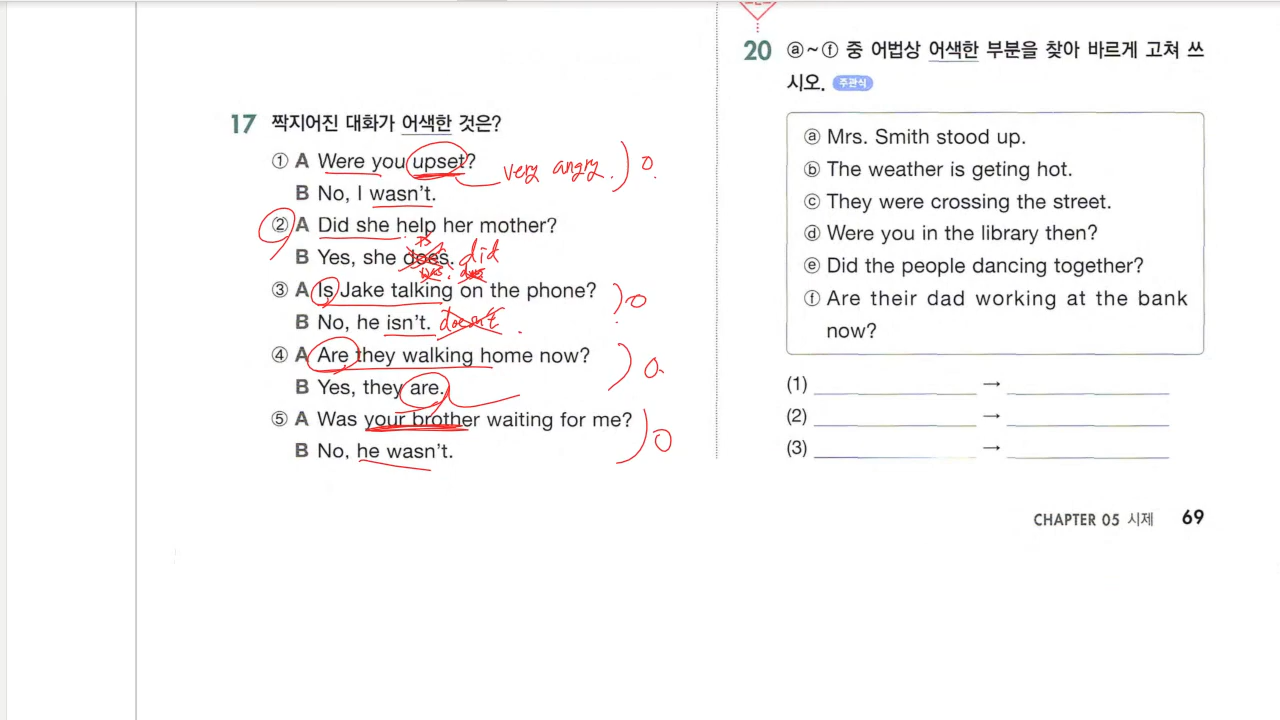 17 짝지어진 대화가 어색한 것은?
① A Were you upset?
very angry. ) O.
B No, I wasn't.
② A Did she help her mother?
B Yes, she does. did
③ A Is Jake talking on the phone? ) O
B No, he isn't. doesn't
④ A Are they walking home now? ) O
B Yes, they are.
⑤ A Was your brother waiting for me? ) O
B No, he wasn't.
20 ⓐ~ⓕ 중 어법상 어색한 부분을 찾아 바르게 고쳐 쓰
시오. 주관식
ⓐ Mrs. Smith stood up.
ⓑ The weather is geting hot.
ⓒ They were crossing the street.
ⓓ Were you in the library then?
ⓔ Did the people dancing together?
ⓕ Are their dad working at the bank
now?
(1) →
(2) →
(3) →
CHAPTER 05 시제 69